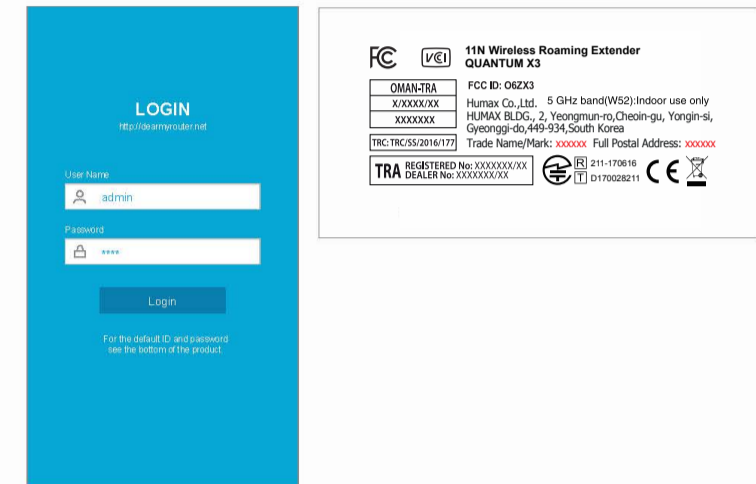 LOGIN
http://dearmyrouter.net
User Name
admin
Password
****
Login
For the default ID and password
see the bottom of the product.
FC
VCI
11N Wireless Roaming Extender
QUANTUM X3
OMAN-TRA
X/XXXX/XX
XXXXXXX
FCC ID: O6ZX3
Humax Co.,Ltd. 5 GHz band(W52):Indoor use only
HUMAX BLDG., 2, Yeongmun-ro,Cheoin-gu, Yongin-si,
Gyeonggi-do,449-934,South Korea
TRC: TRC/SS/2016/177
Trade Name/Mark: xxxxxx Full Postal Address: xxxxxx
TRA REGISTERED No: XXXXXXX/XX
DEALER No: XXXXXXX/XX
R 211-170616
T D170028211
CE